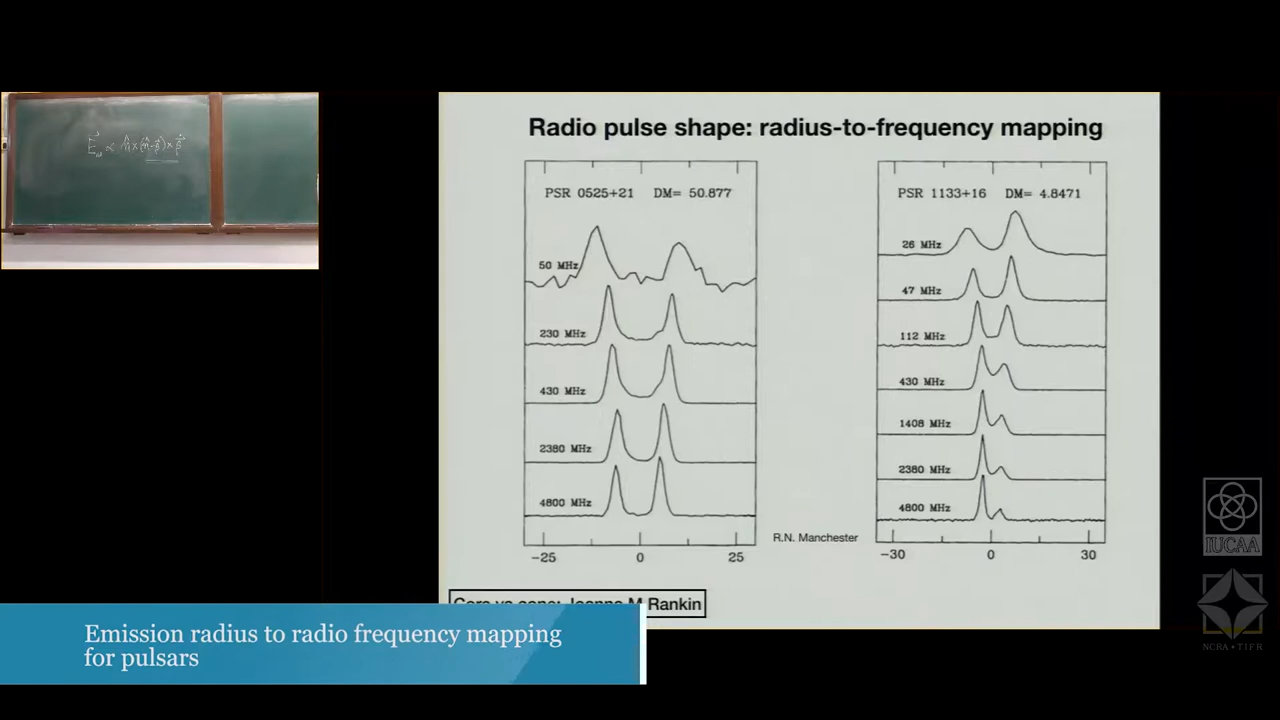 Radio pulse shape: radius-to-frequency mapping
PSR 0525+21 DM= 50.877
50 MHz
230 MHz
430 MHz
2380 MHz
4800 MHz
-25 0 25
R.N. Manchester
PSR 1133+16 DM= 4.8471
26 MHz
47 MHz
112 MHz
430 MHz
1408 MHz
2380 MHz
4800 MHz
-30 0 30
Core vs cone: Joanna M Rankin
Emission radius to radio frequency mapping
for pulsars
IUCAA
NCRA • TIFR